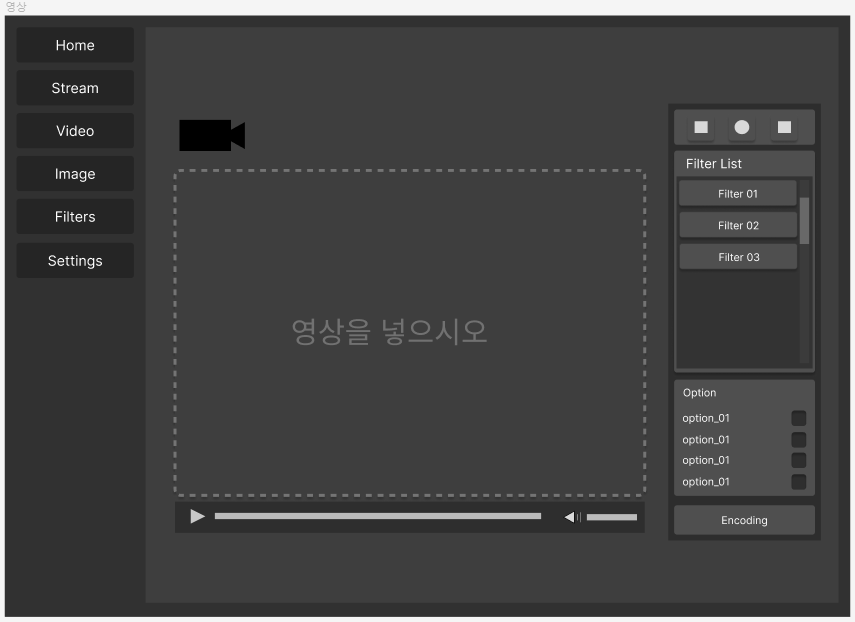 영상
Home
Stream
Video
Image
Filters
Settings
영상을 넣으시오
Filter List
Filter 01
Filter 02
Filter 03
Option
option_01
option_01
option_01
option_01
Encoding